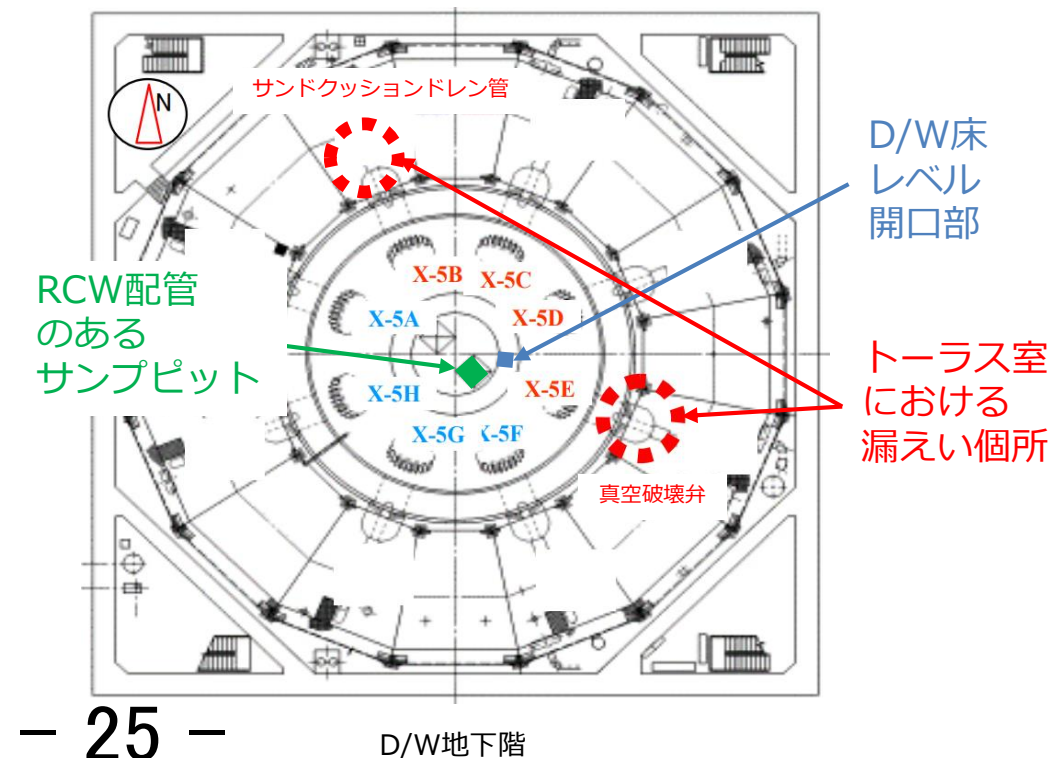 サンドクッションドレン管
N
D/W床
レベル
開口部
RCW配管
のある
サンプピット
X-5B
X-5C
X-5A
X-5D
X-5H
X-5E
X-5G
X-5F
トーラス室
における
漏えい個所
真空破壊弁
- 25 -
D/W地下階